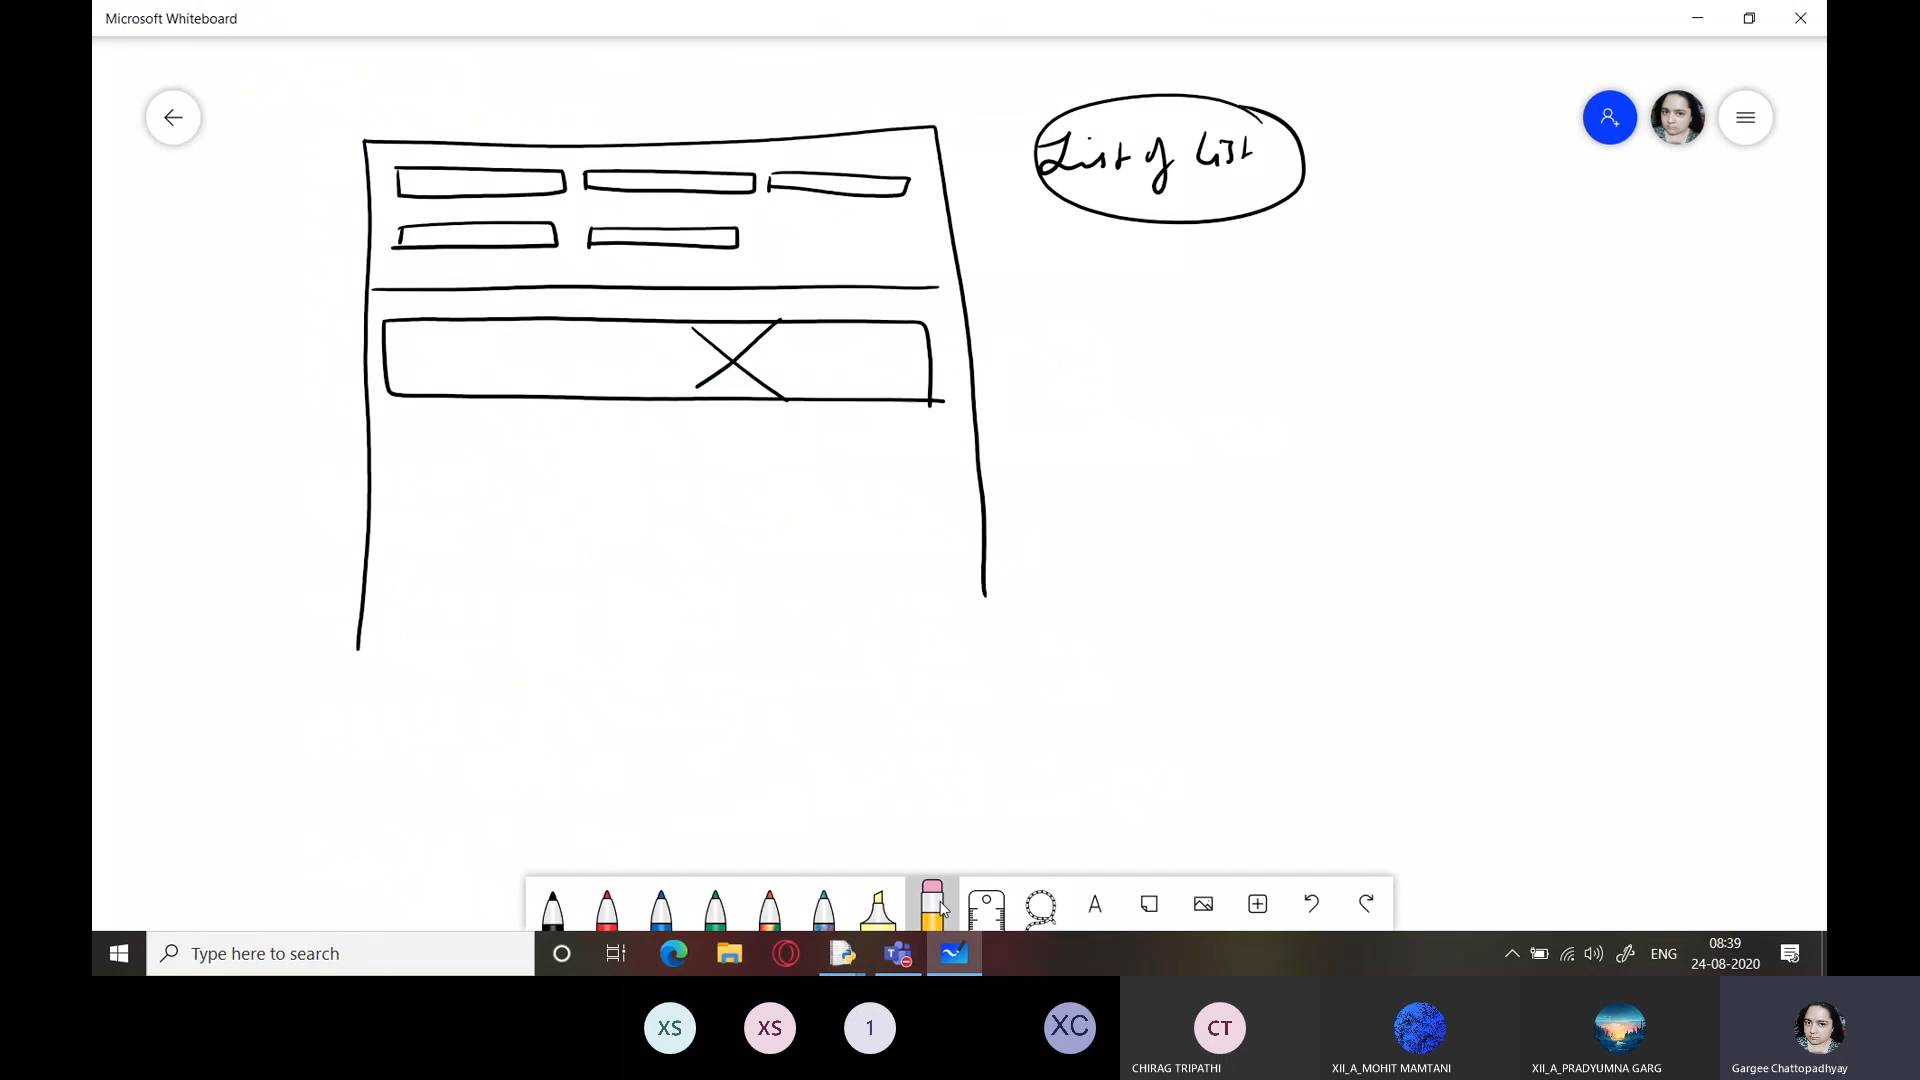 Microsoft Whiteboard
List of List
A
Type here to search
ENG
08:39
24-08-2020
XS
XS
1
XC
CT
CHIRAG TRIPATHI
XII_A_MOHIT MAMTANI
XII_A_PRADYUMNA GARG
Gargee Chattopadhyay